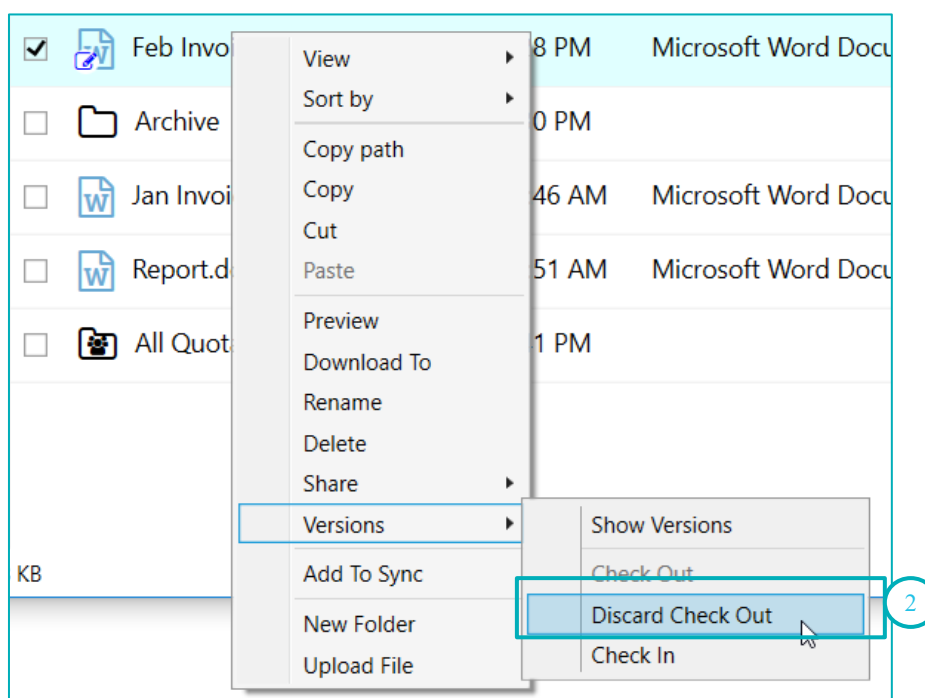 Feb Invo
8 PM
Microsoft Word Docu
Archive
0 PM
Jan Invoi
46 AM
Microsoft Word Docu
Report.d
51 AM
Microsoft Word Docu
All Quot
1 PM
KB
View
Sort by
Copy path
Copy
Cut
Paste
Preview
Download To
Rename
Delete
Share
Versions
Add To Sync
New Folder
Upload File
Show Versions
Check Out
Discard Check Out
Check In
2